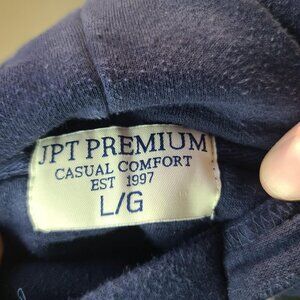 JPT PREMIUM
CASUAL COMFORT
EST 1997
L/G